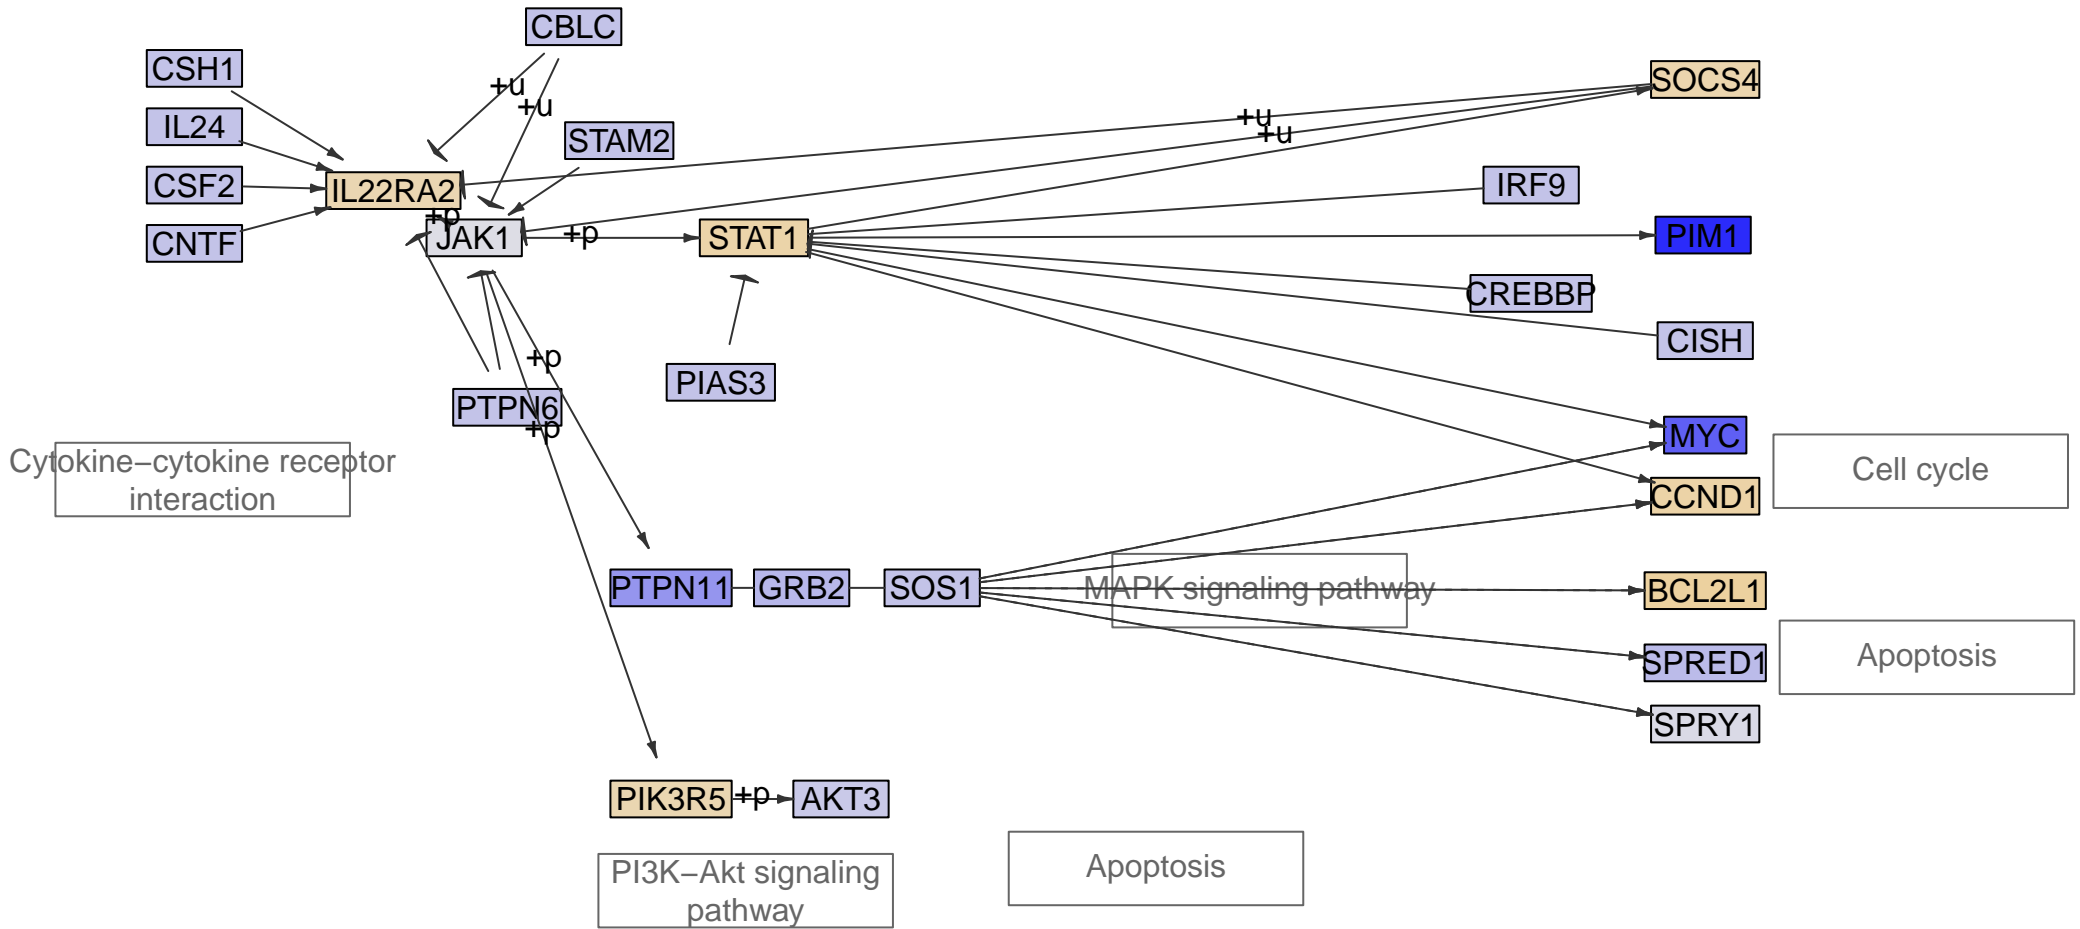 CBLC
CSH1
SOCS4
+u
+u
+u
+u
IL24
STAM2
CSF2
IL22RA2
IRF9
+p
CNTF
JAK1
+p
STAT1
PIM1
CREBBP
CISH
+p
PIAS3
PTPN6
+p
MYC
Cytokine–cytokine receptor
interaction
Cell cycle
CCND1
PTPN11
GRB2
SOS1
MAPK signaling pathway
BCL2L1
SPRED1
Apoptosis
SPRY1
PIK3R5
+p
AKT3
PI3K–Akt signaling
pathway
Apoptosis